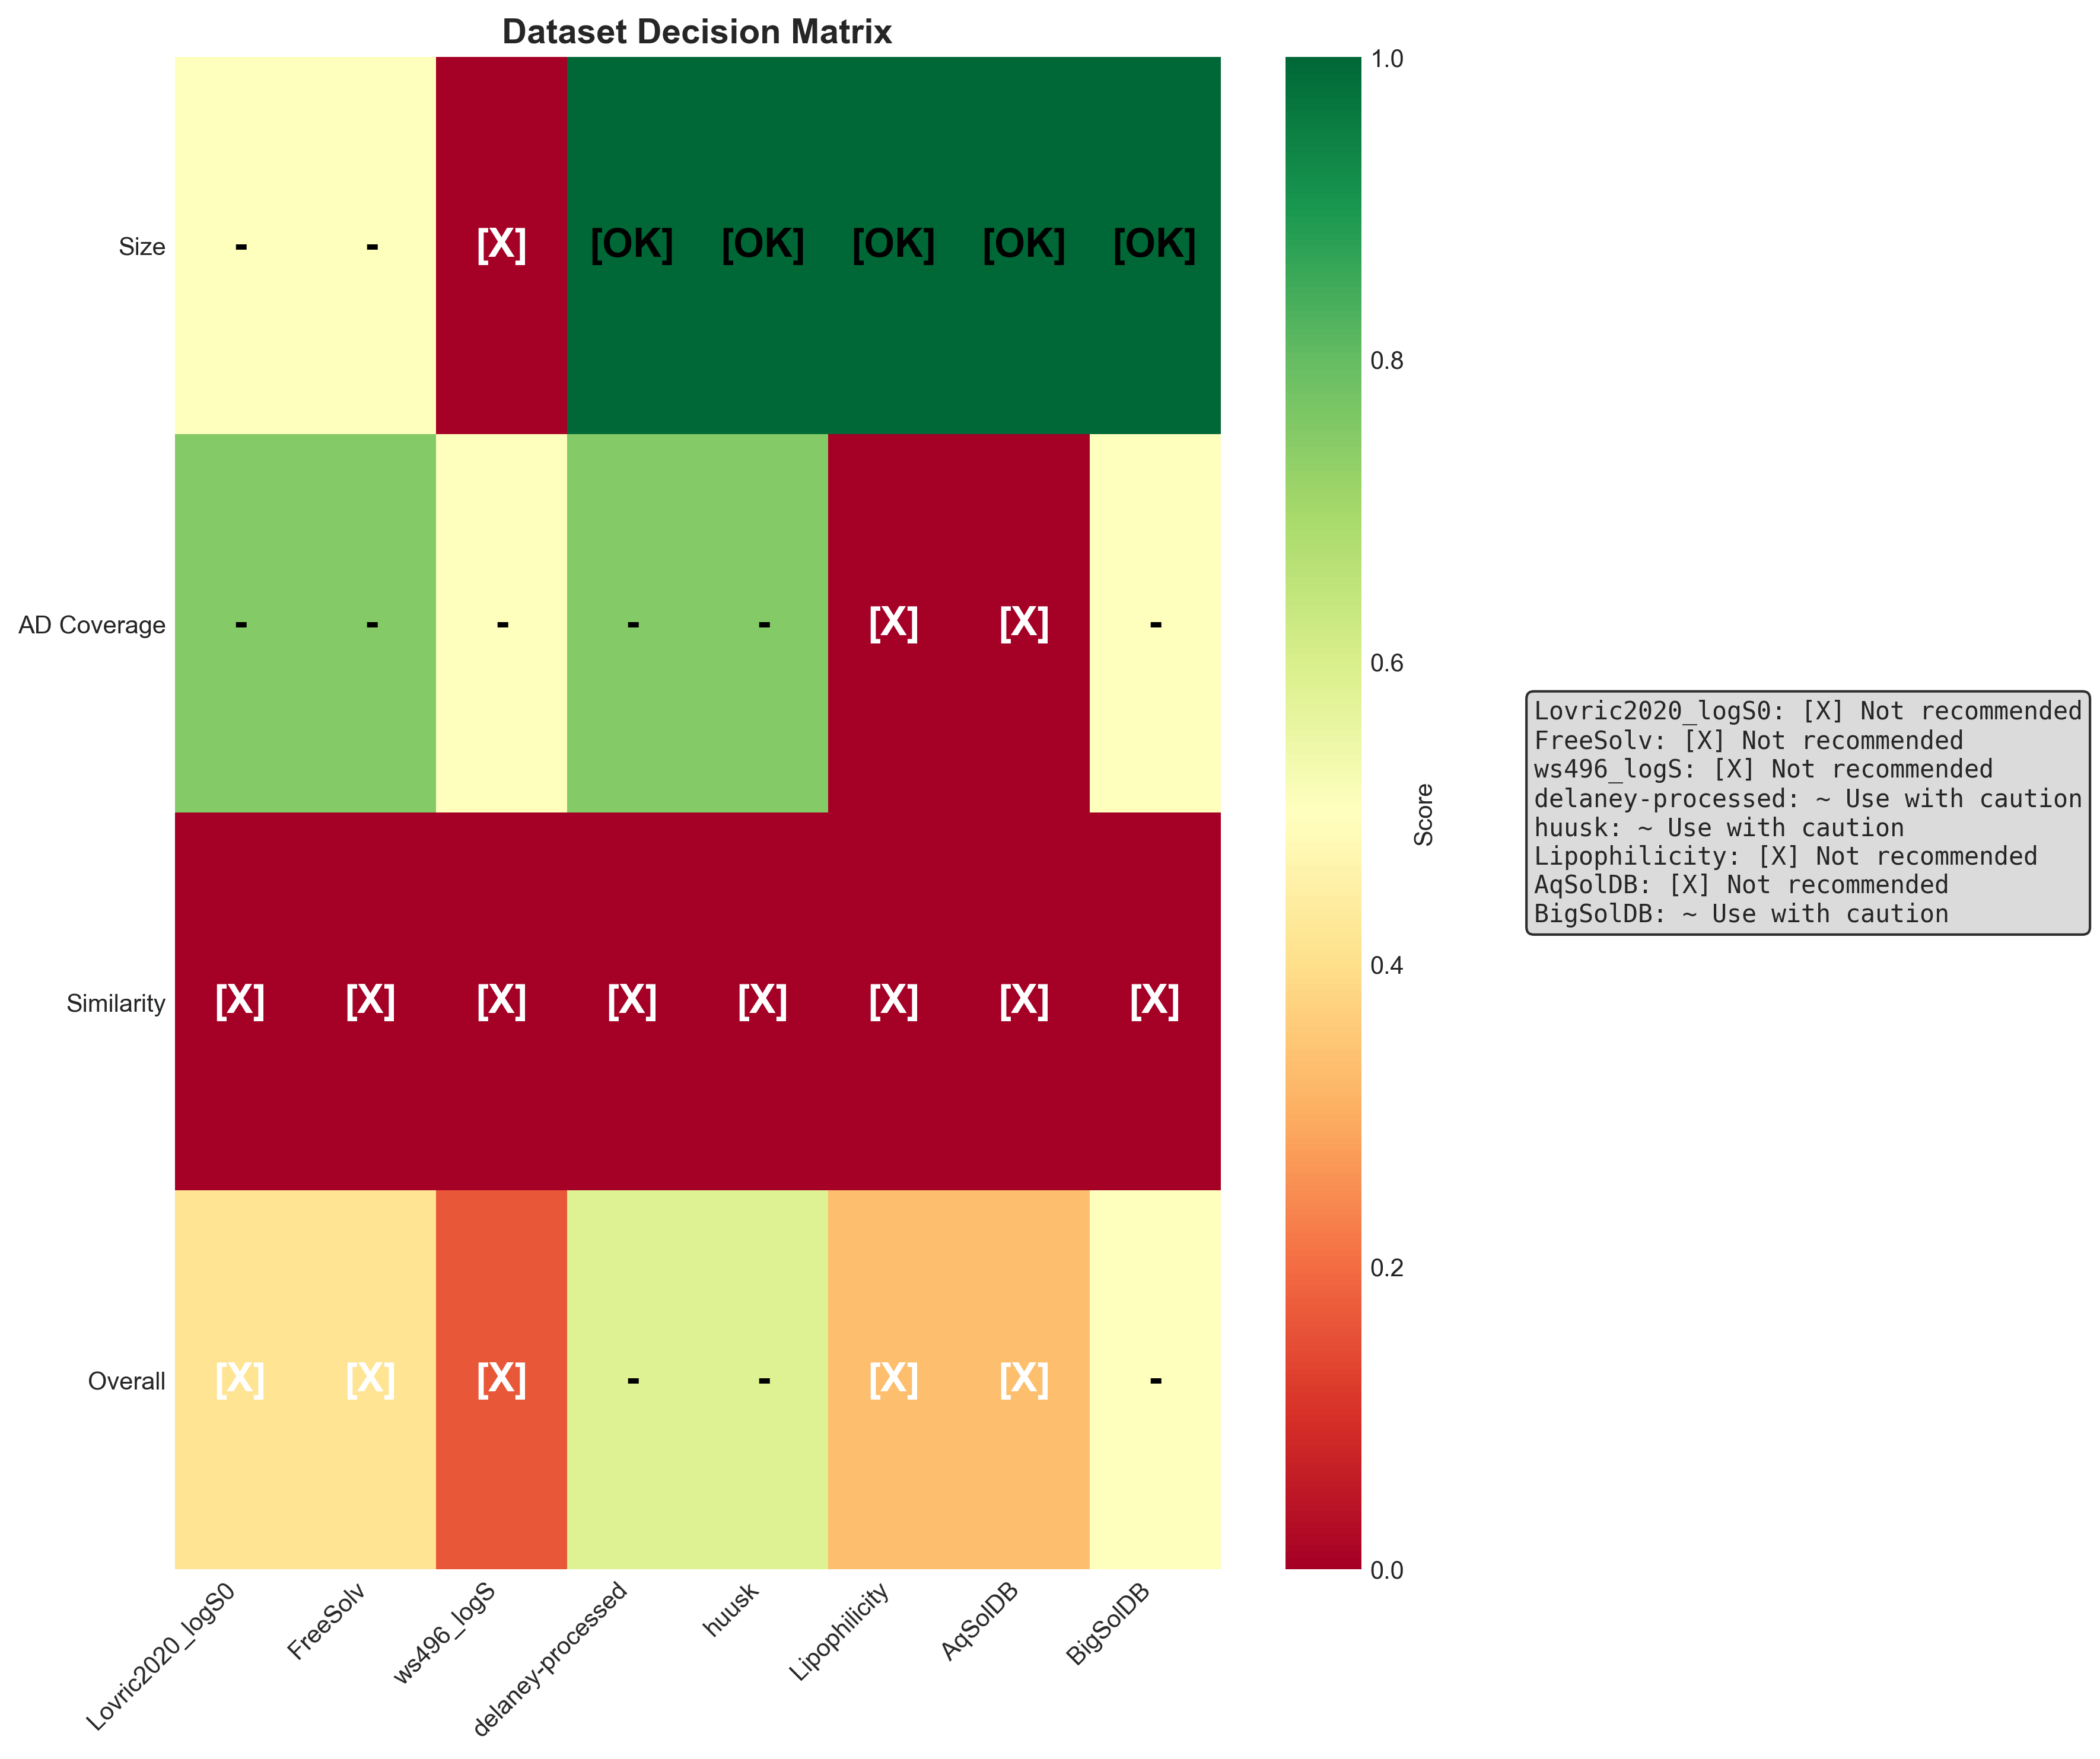 Dataset Decision Matrix
Size - - [X] [OK] [OK] [OK] [OK] [OK]
AD Coverage - - - - - [X] [X] -
Similarity [X] [X] [X] [X] [X] [X] [X] [X]
Overall [X] [X] [X] - - [X] [X] -
Lovric2020_logS0
FreeSolv
ws496_logS
delaney-processed
huusk
Lipophilicity
AqSolDB
BigSolDB
1.0
0.8
0.6
0.4
0.2
0.0
Score
Lovric2020_logS0: [X] Not recommended
FreeSolv: [X] Not recommended
ws496_logS: [X] Not recommended
delaney-processed: ~ Use with caution
huusk: ~ Use with caution
Lipophilicity: [X] Not recommended
AqSolDB: [X] Not recommended
BigSolDB: ~ Use with caution